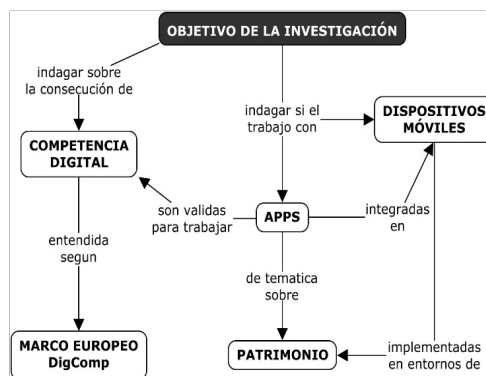 OBJETIVO DE LA INVESTIGACIÓN
indagar sobre
la consecución de
indagar si el
trabajo con
DISPOSITIVOS
MÓVILES
COMPETENCIA
DIGITAL
son validas
para trabajar
APPS
integradas
en
entendida
segun
de tematica
sobre
MARCO EUROPEO
DigComp
PATRIMONIO
implementadas
en entornos de